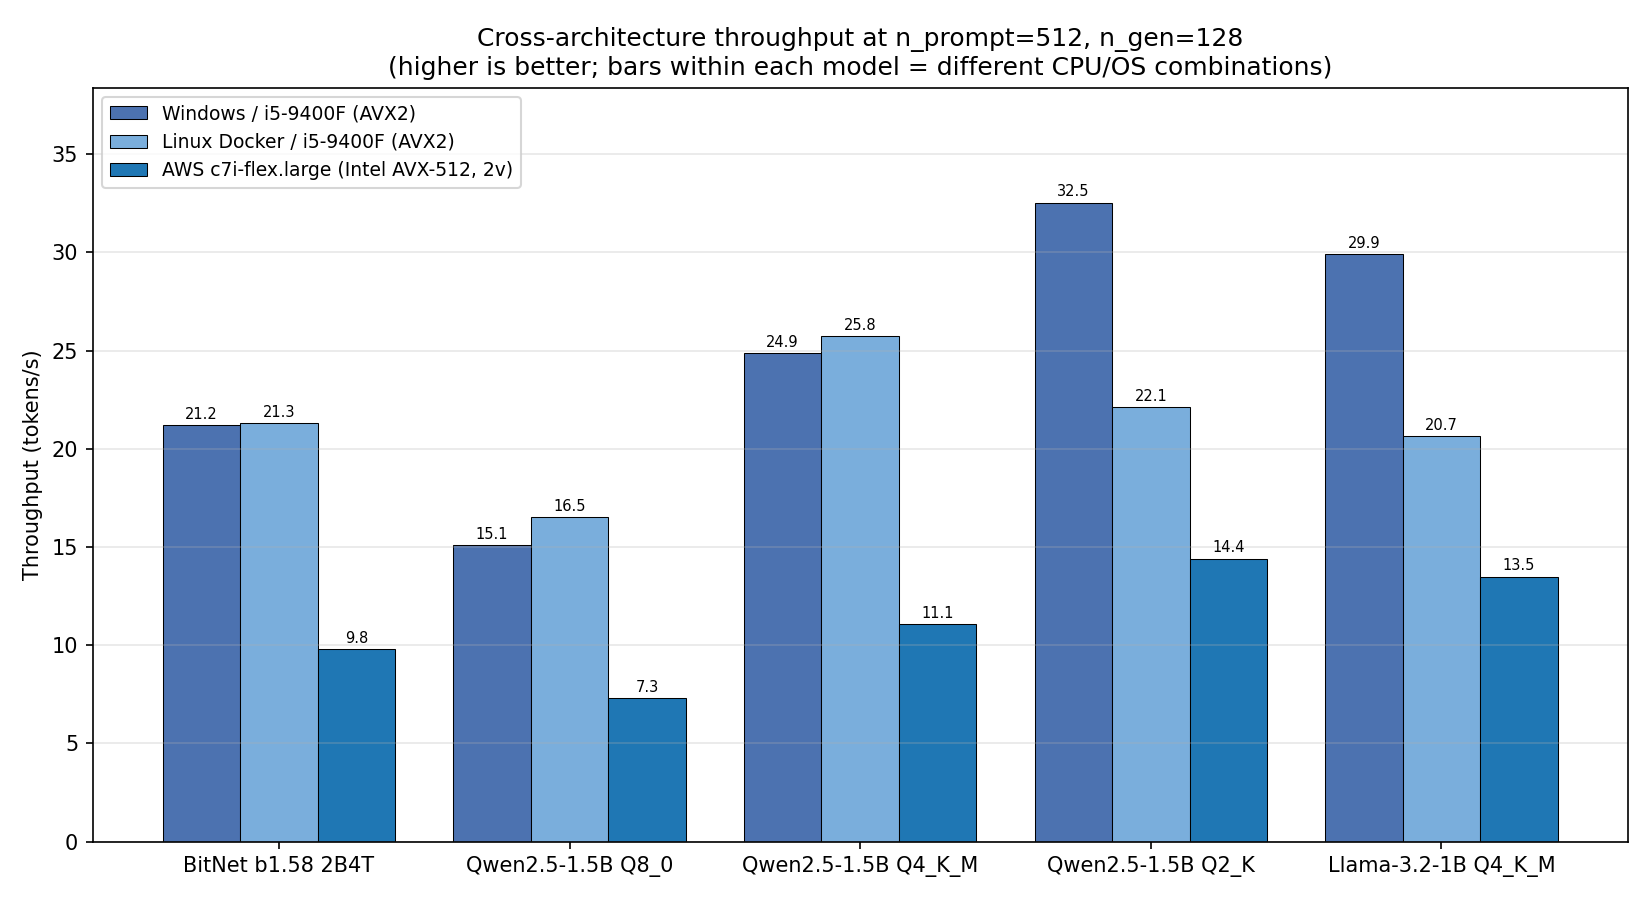 Cross-architecture throughput at n_prompt=512, n_gen=128
(higher is better; bars within each model = different CPU/OS combinations)
Windows / i5-9400F (AVX2)
Linux Docker / i5-9400F (AVX2)
AWS c7i-flex.large (Intel AVX-512, 2v)
Throughput (tokens/s)
35
30
25
20
15
10
5
0
21.2
21.3
9.8
15.1
16.5
7.3
24.9
25.8
11.1
32.5
22.1
14.4
29.9
20.7
13.5
BitNet b1.58 2B4T
Qwen2.5-1.5B Q8_0
Qwen2.5-1.5B Q4_K_M
Qwen2.5-1.5B Q2_K
Llama-3.2-1B Q4_K_M